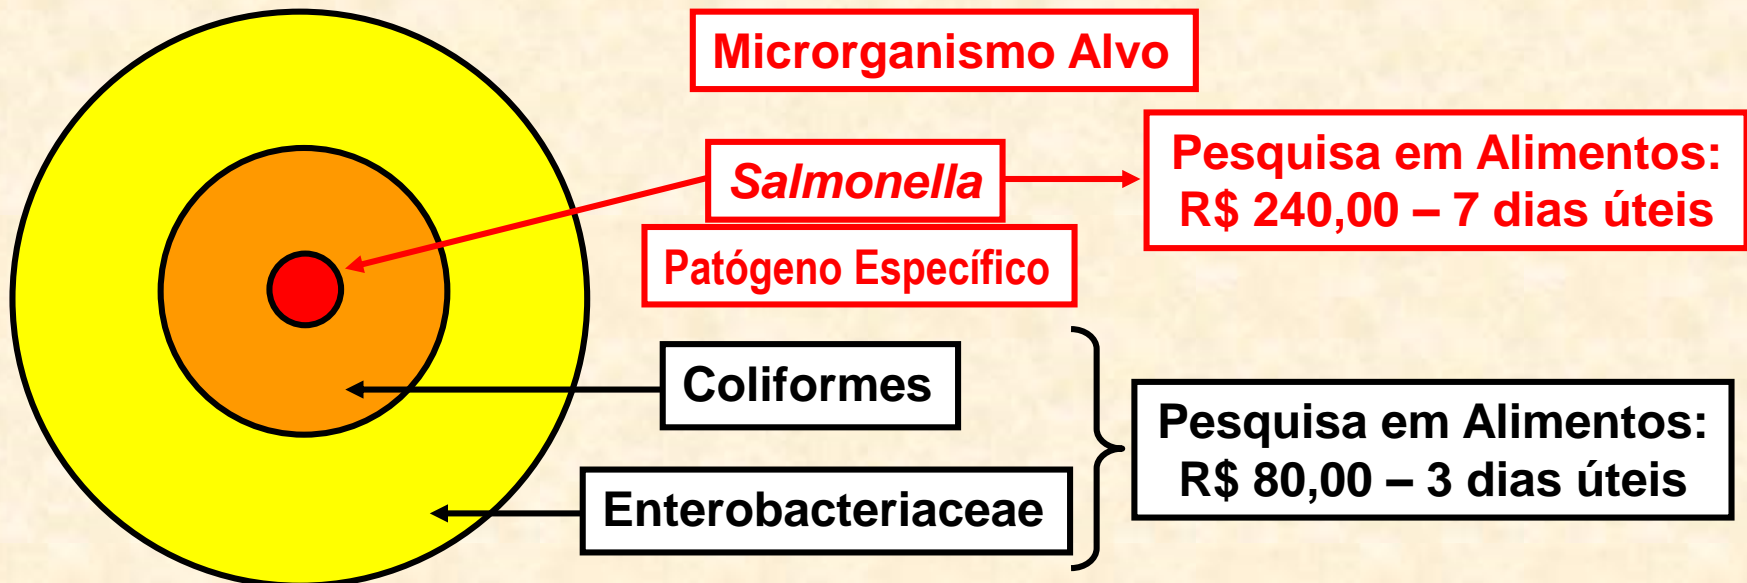 Microrganismo Alvo
Salmonella
Pesquisa em Alimentos:
R$ 240,00 – 7 dias úteis
Patógeno Específico
Coliformes
Enterobacteriaceae
Pesquisa em Alimentos:
R$ 80,00 – 3 dias úteis